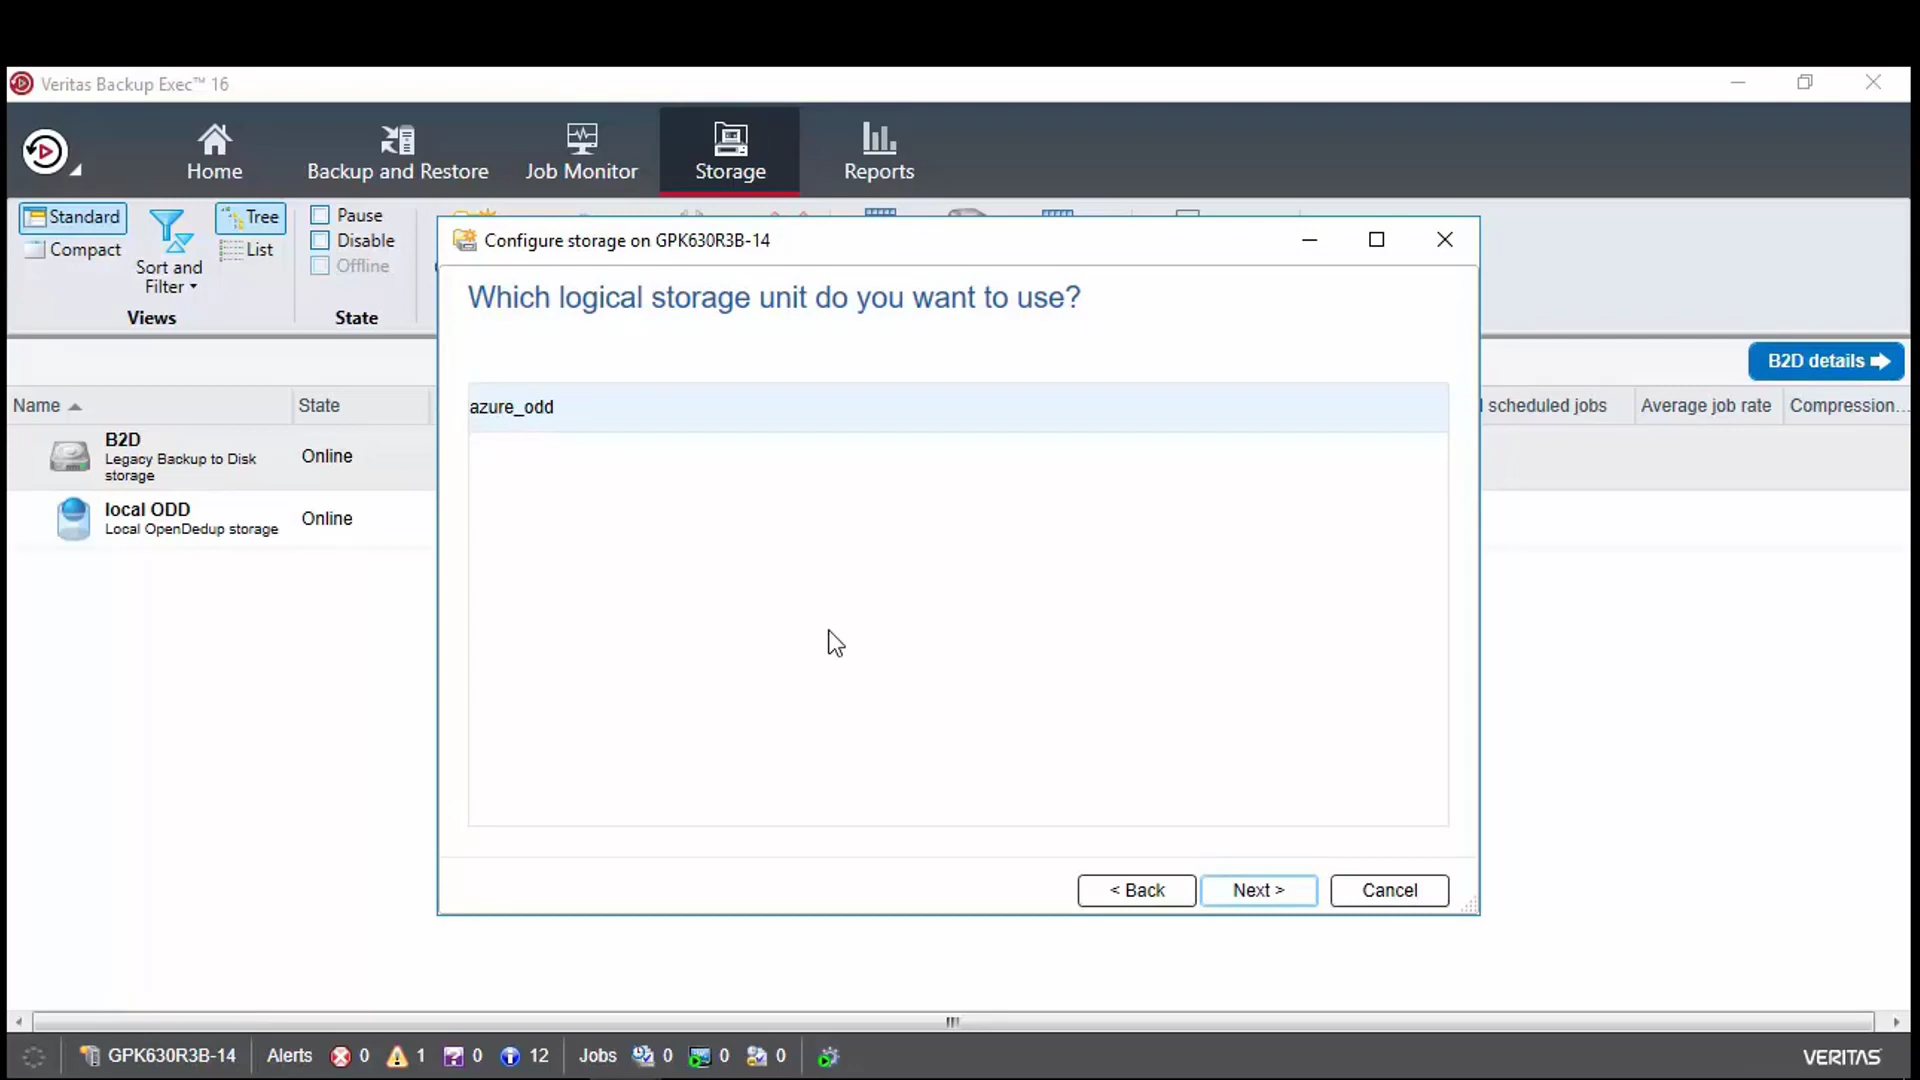 Veritas Backup Exec™ 16
Home
Backup and Restore
Job Monitor
Storage
Reports
Standard
Compact
Sort and
Filter
Views
Tree
List
Pause
Disable
Offline
State
Configure storage on GPK630R3B-14
Which logical storage unit do you want to use?
azure_odd
< Back
Next >
Cancel
B2D details
Name
State
scheduled jobs
Average job rate
Compression...
B2D
Legacy Backup to Disk
storage
Online
local ODD
Local OpenDedup storage
Online
GPK630R3B-14
Alerts
0
1
0
12
Jobs
0
0
0
VERITAS